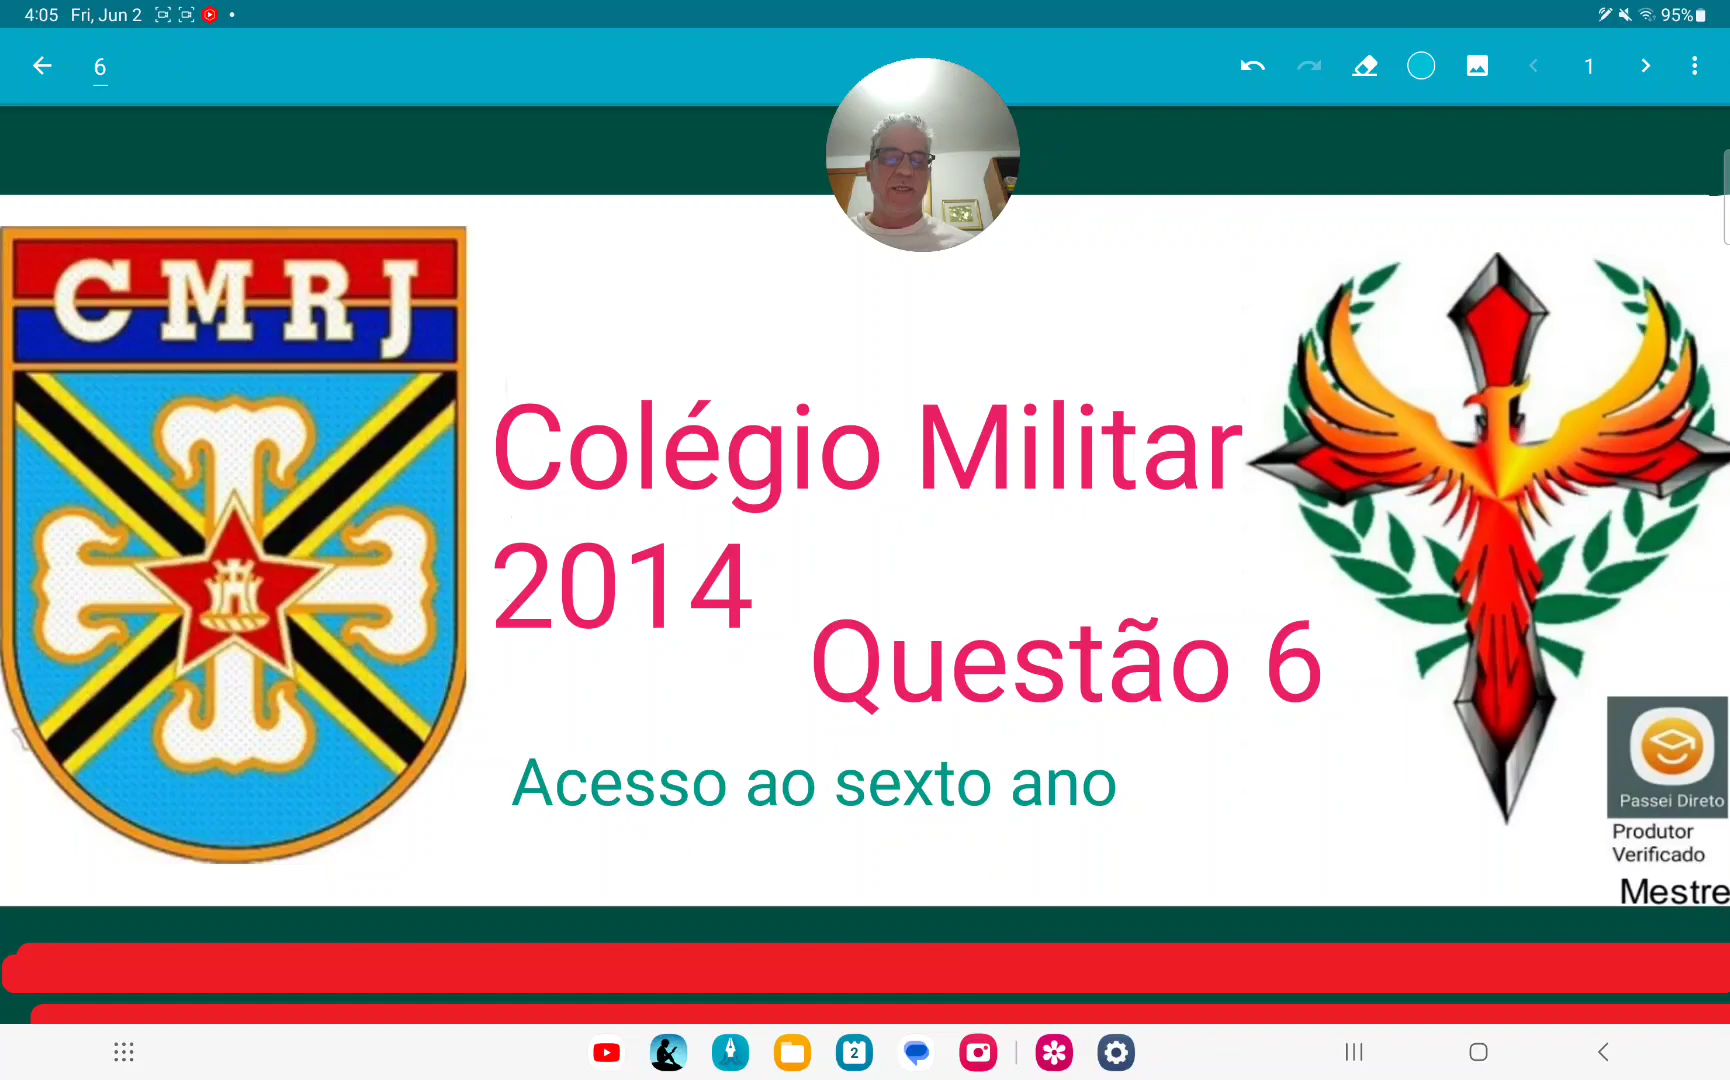 4:05 Fri, Jun 2
95%
6
1
CMRJ
Colégio Militar
2014
Questão 6
Acesso ao sexto ano
Passei Direto
Produtor
Verificado
Mestre
2